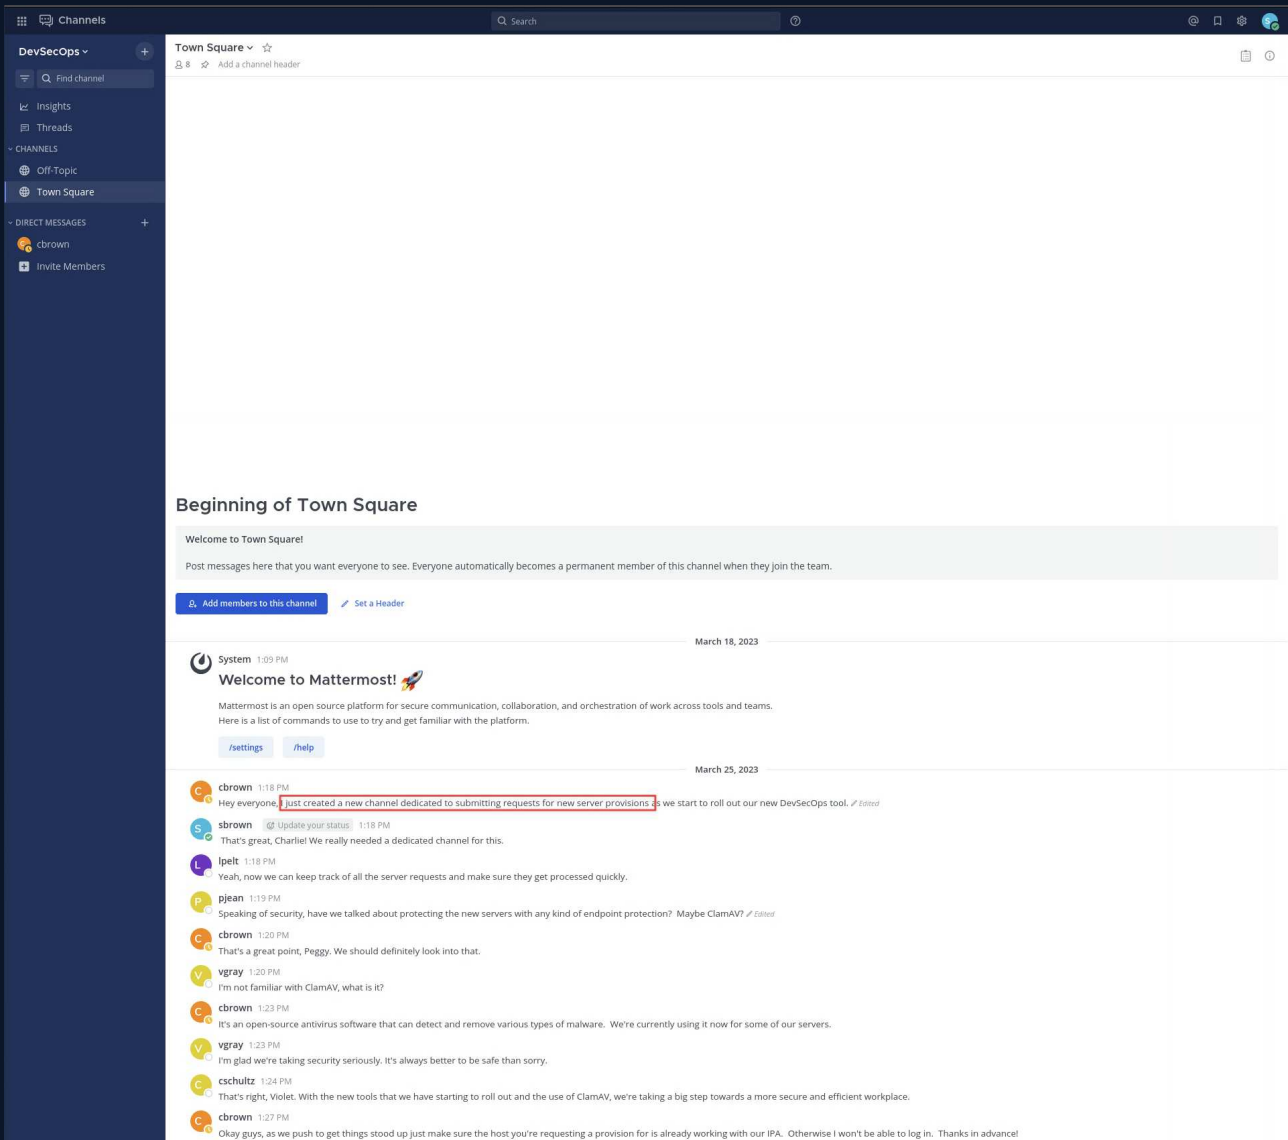 Channels
Search
DevSecOps
Find channel
Insights
Threads
CHANNELS
Off-Topic
Town Square
DIRECT MESSAGES
cbrown
Invite Members
Town Square
8 Add a channel header
Beginning of Town Square
Welcome to Town Square!
Post messages here that you want everyone to see. Everyone automatically becomes a permanent member of this channel when they join the team.
Add members to this channel Set a Header
March 18, 2023
System 1:09 PM
Welcome to Mattermost!
Mattermost is an open source platform for secure communication, collaboration, and orchestration of work across tools and teams.
Here is a list of commands to use to try and get familiar with the platform.
/settings /help
March 25, 2023
cbrown 1:18 PM
Hey everyone, I just created a new channel dedicated to submitting requests for new server provisions as we start to roll out our new DevSecOps tool. Edited
sbrown Update your status 1:18 PM
That's great, Charlie! We really needed a dedicated channel for this.
lpelt 1:18 PM
Yeah, now we can keep track of all the server requests and make sure they get processed quickly.
pjean 1:19 PM
Speaking of security, have we talked about protecting the new servers with any kind of endpoint protection? Maybe ClamAV? Edited
cbrown 1:20 PM
That's a great point, Peggy. We should definitely look into that.
vgray 1:20 PM
I'm not familiar with ClamAV, what is it?
cbrown 1:23 PM
It's an open-source antivirus software that can detect and remove various types of malware. We're currently using it now for some of our servers.
vgray 1:23 PM
I'm glad we're taking security seriously. It's always better to be safe than sorry.
cschultz 1:24 PM
That's right, Violet. With the new tools that we have starting to roll out and the use of ClamAV, we're taking a big step towards a more secure and efficient workplace.
cbrown 1:27 PM
Okay guys, as we push to get things stood up just make sure the host you're requesting a provision for is already working with our IPA. Otherwise I won't be able to log in. Thanks in advance!